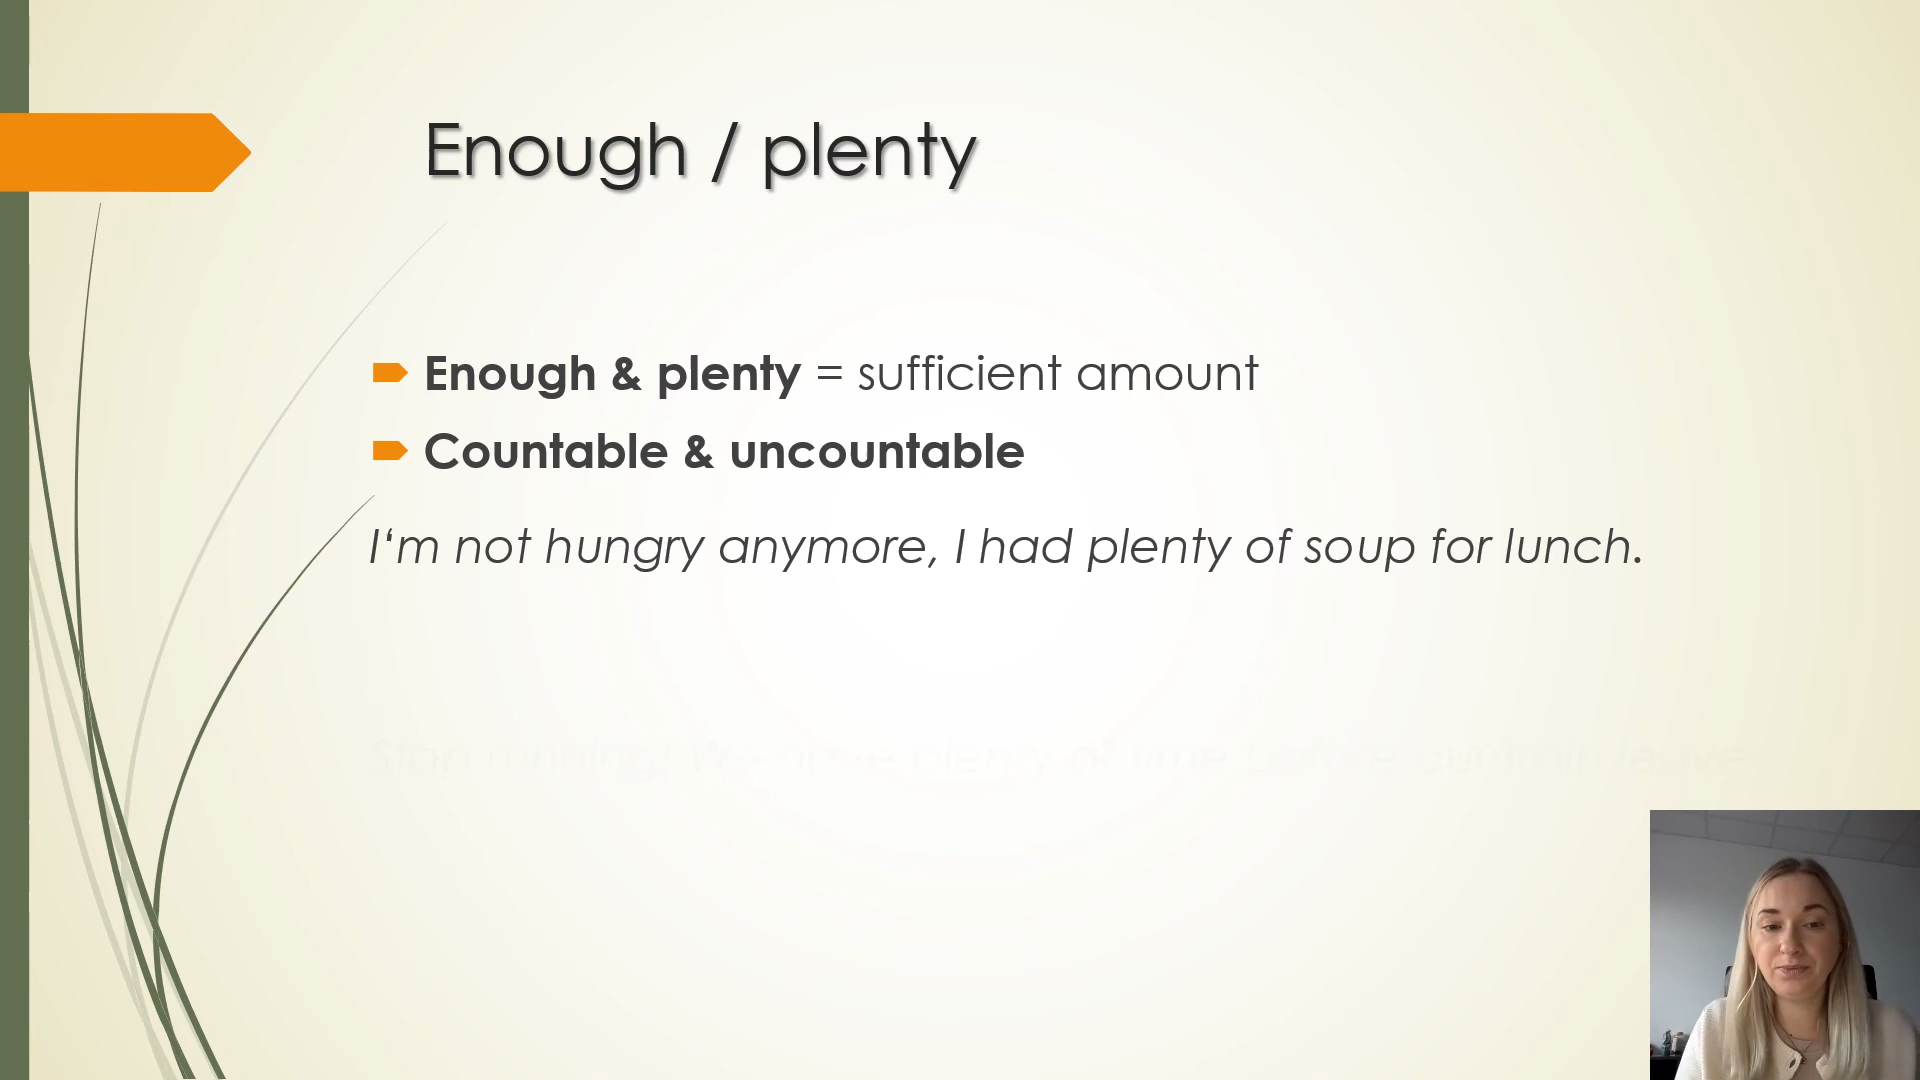 Enough / plenty
Enough & plenty = sufficient amount
Countable & uncountable
I‘m not hungry anymore, I had plenty of soup for lunch.
Stop running! We have plenty of time before our train